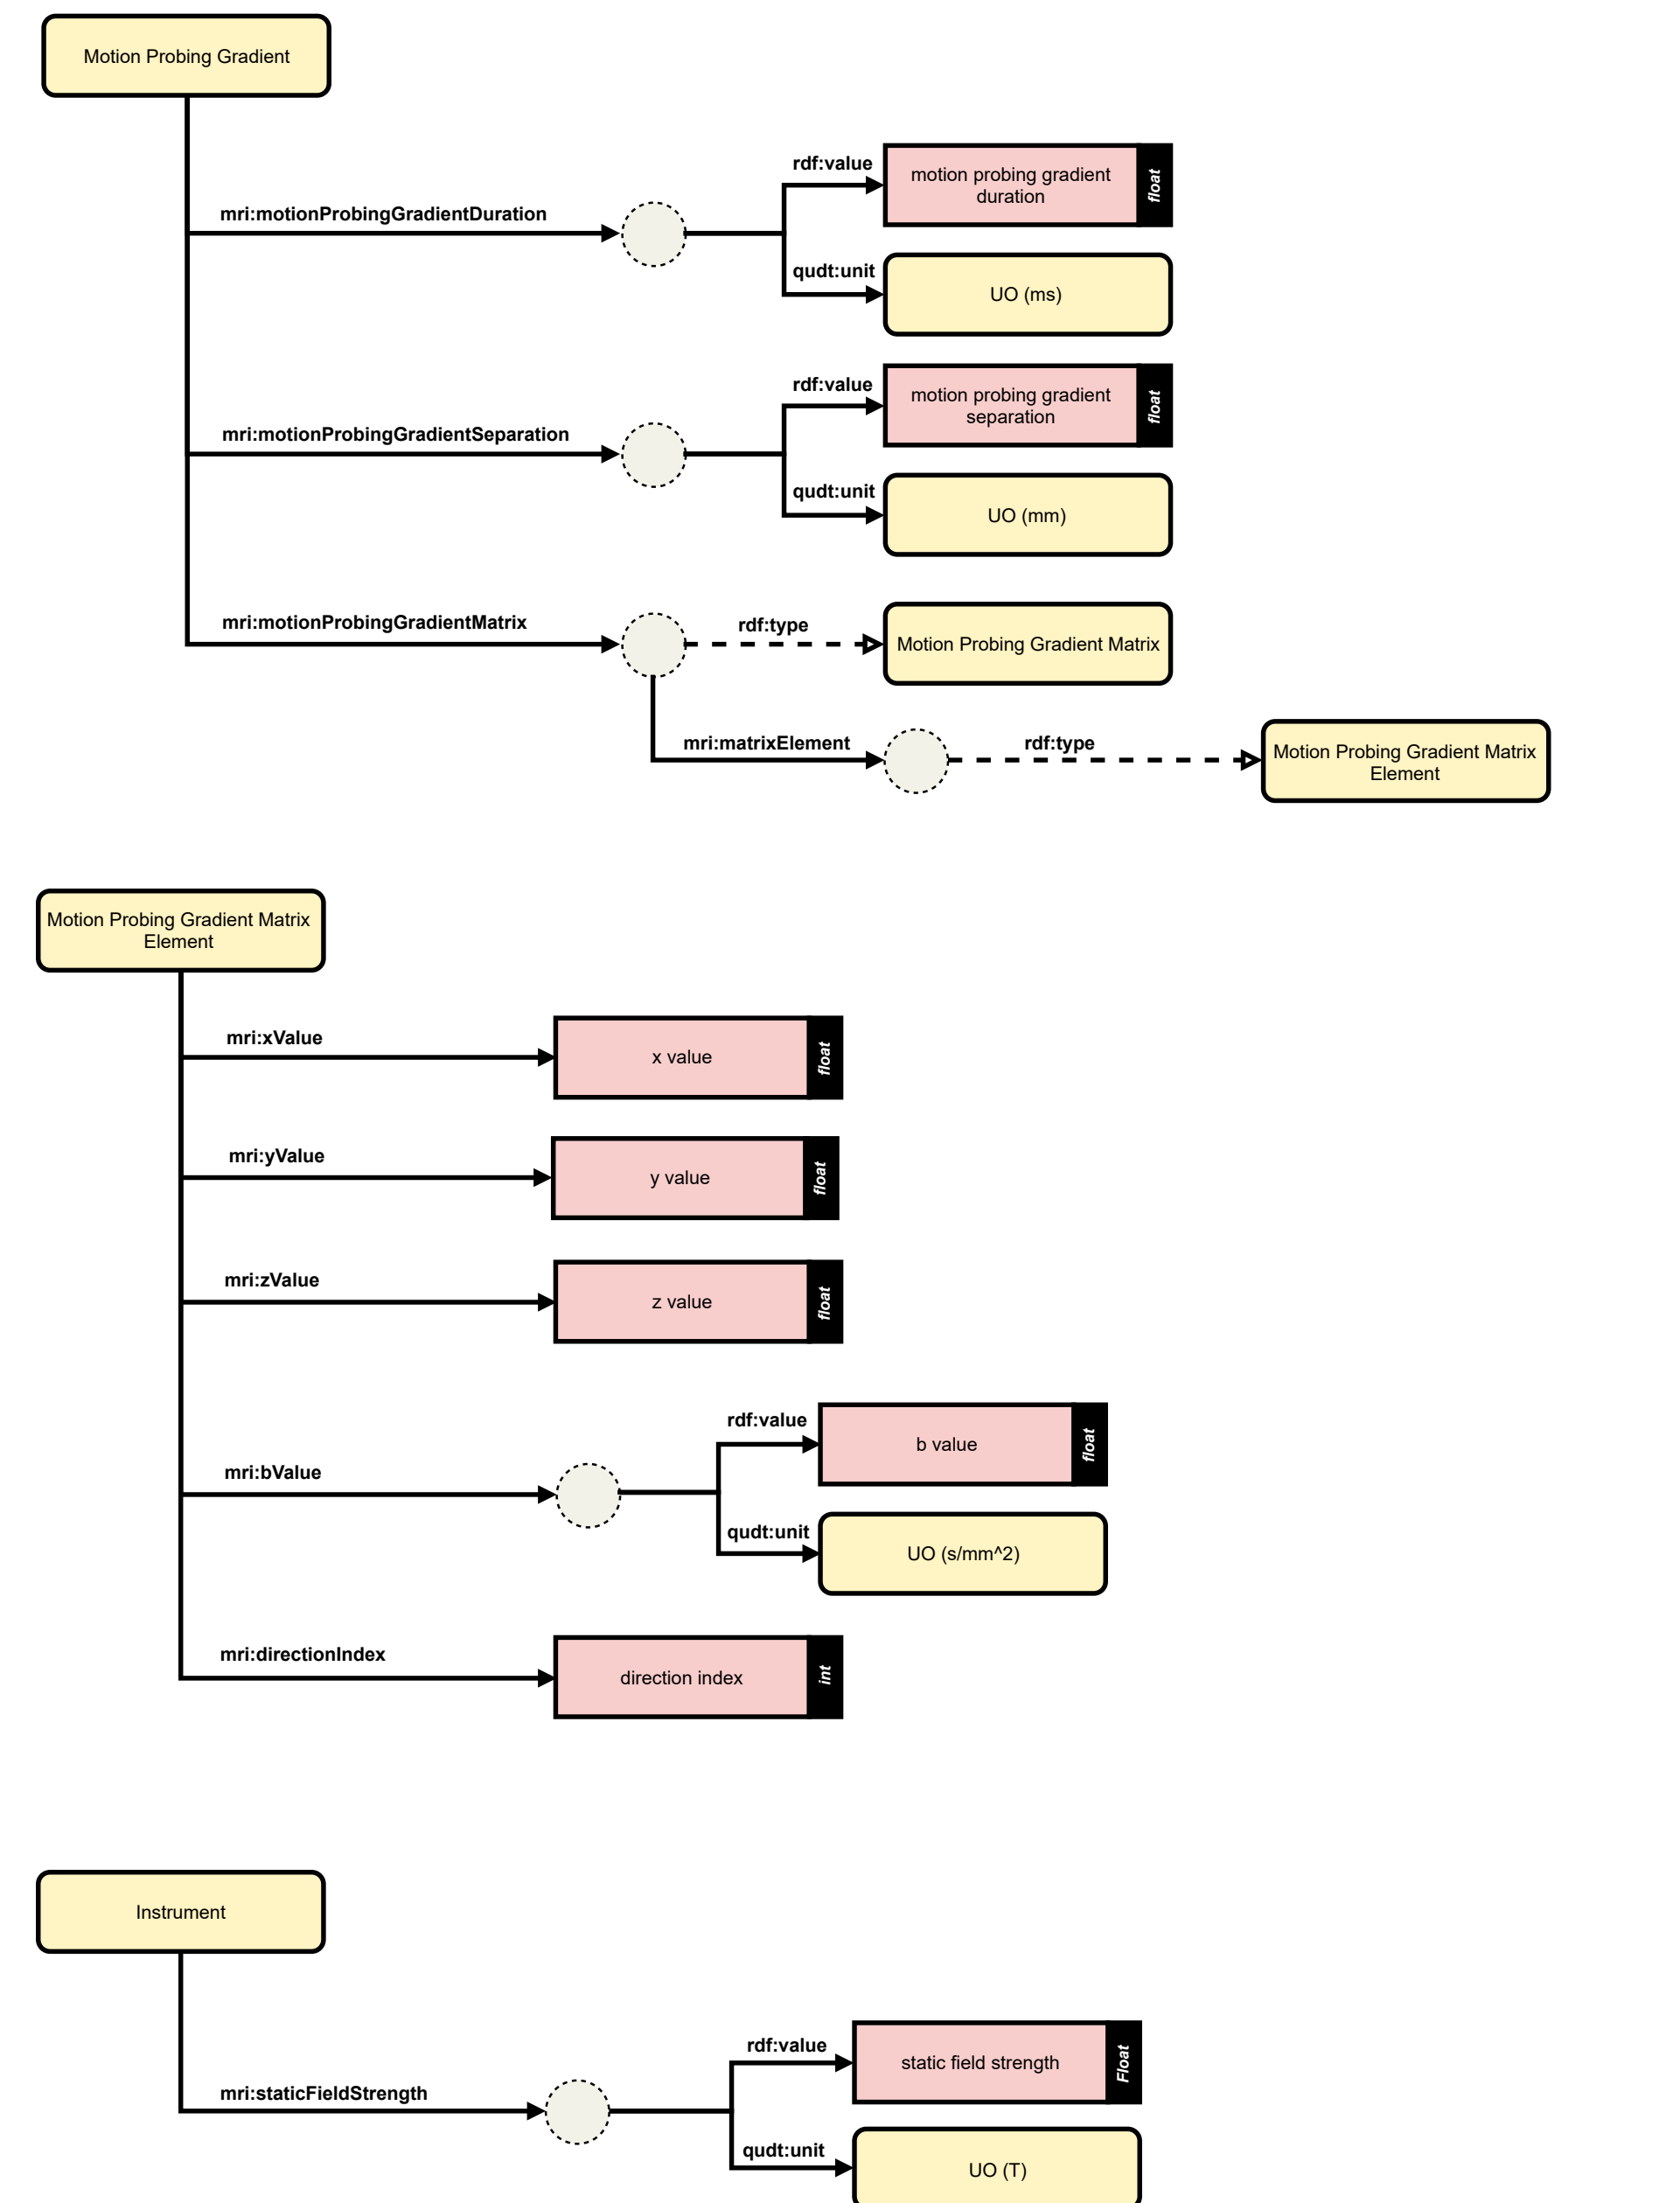 Motion Probing Gradient
rdf:value
motion probing gradient
duration
float
mri:motionProbingGradientDuration
qudt:unit
UO (ms)
rdf:value
motion probing gradient
separation
float
mri:motionProbingGradientSeparation
qudt:unit
UO (mm)
mri:motionProbingGradientMatrix
rdf:type
Motion Probing Gradient Matrix
mri:matrixElement
rdf:type
Motion Probing Gradient Matrix
Element
Motion Probing Gradient Matrix
Element
mri:xValue
x value
float
mri:yValue
y value
float
mri:zValue
z value
float
rdf:value
b value
float
mri:bValue
qudt:unit
UO (s/mm^2)
mri:directionIndex
direction index
int
Instrument
rdf:value
static field strength
Float
mri:staticFieldStrength
qudt:unit
UO (T)